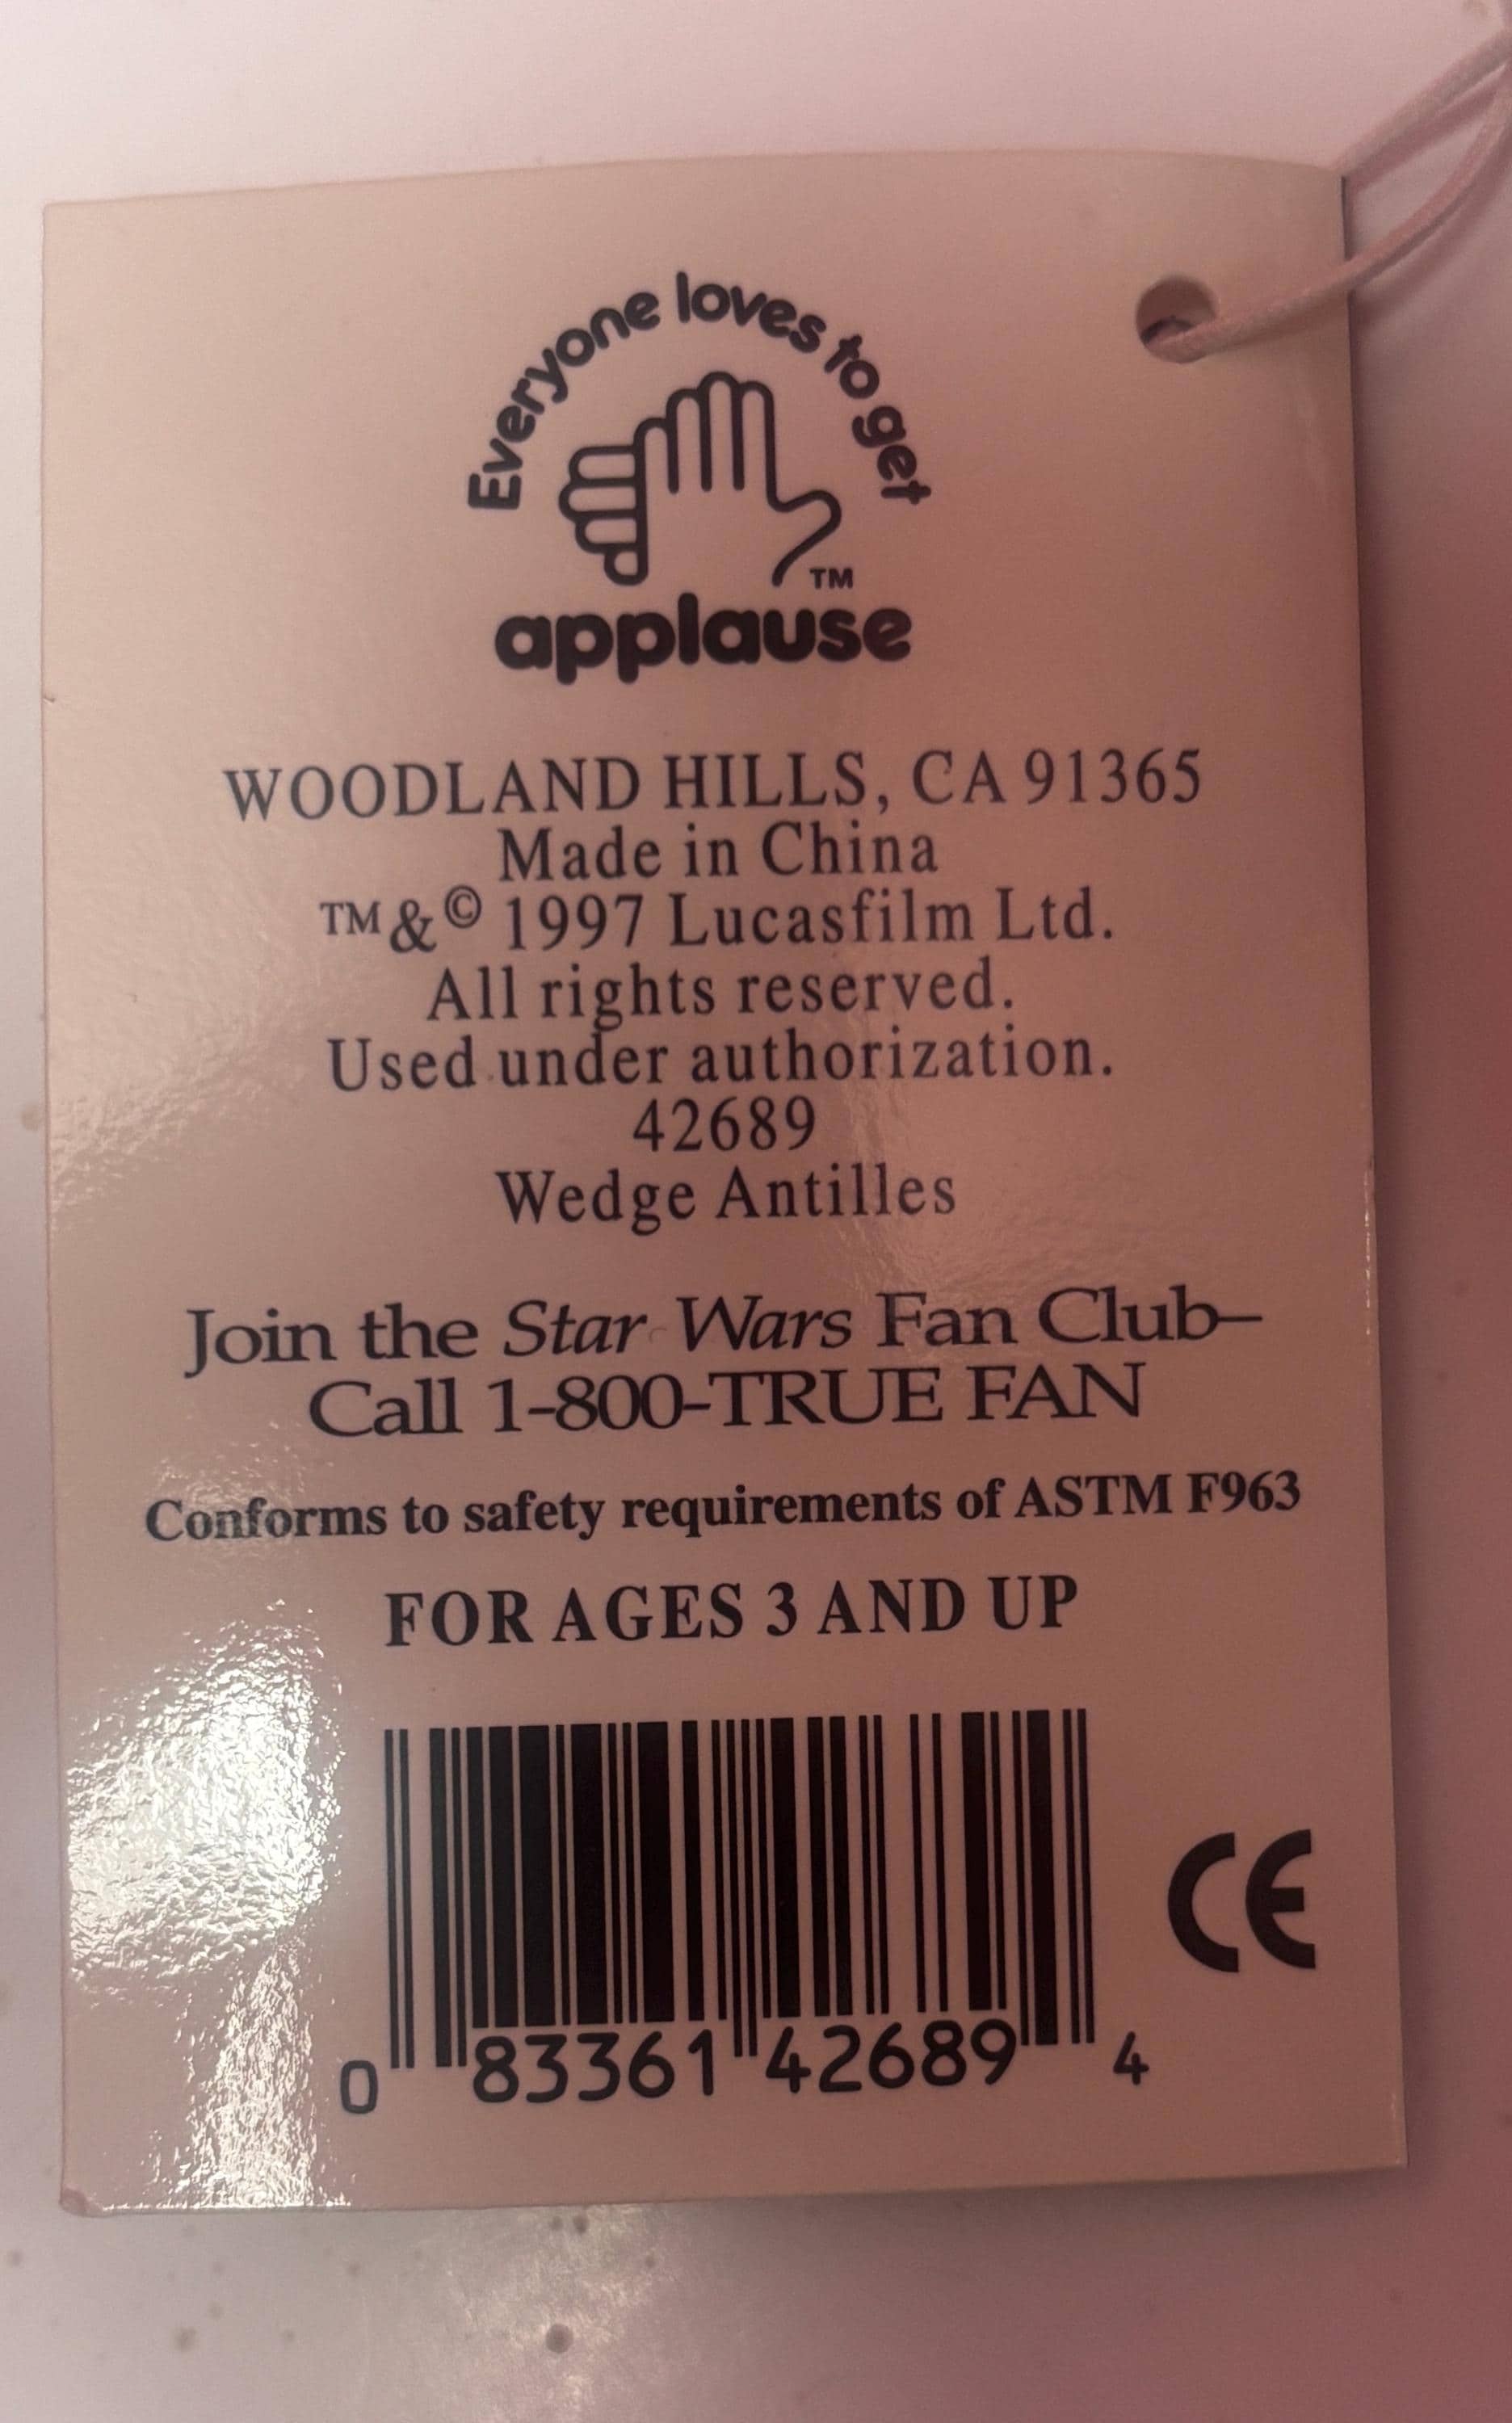 Everyone loves to get
TM
applause
WOODLAND HILLS, CA 91365
Made in China
TM & © 1997 Lucasfilm Ltd.
All rights reserved.
Used under authorization.
42689
Wedge Antilles
Join the Star Wars Fan Club–
Call 1-800-TRUE FAN
Conforms to safety requirements of ASTM F963
FOR AGES 3 AND UP
CE
0 83361 42689 4